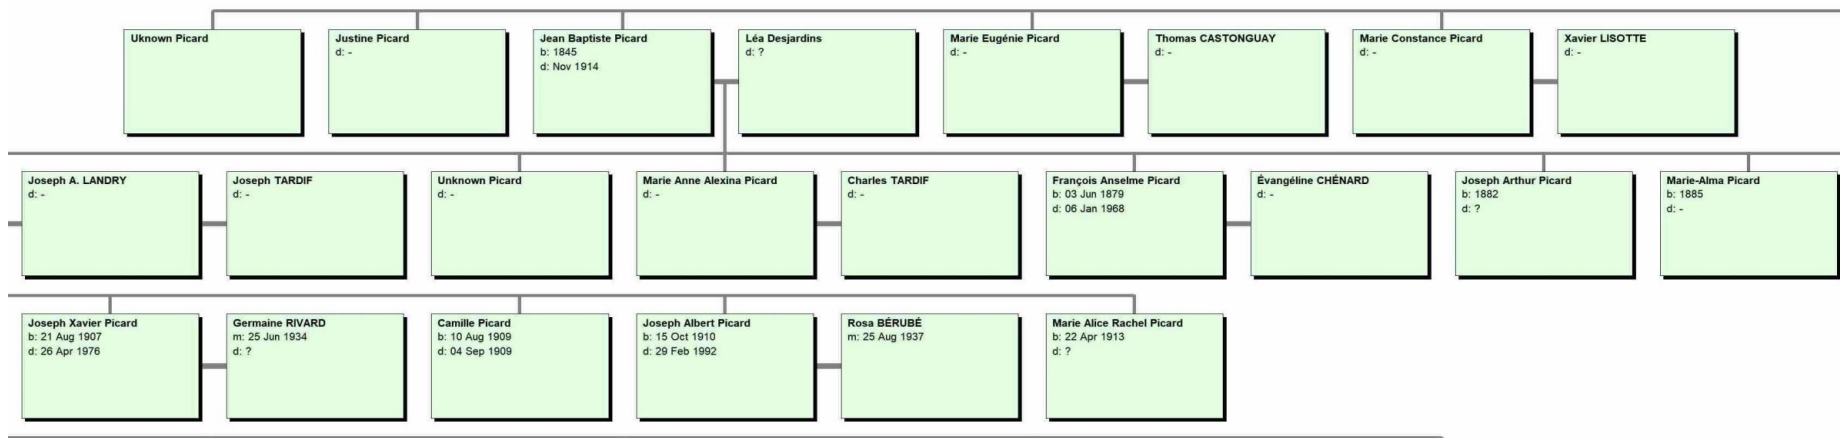 Uknown Picard
Justine Picard
d: -
Jean Baptiste Picard
b: 1845
d: Nov 1914
Léa Desjardins
d: ?
Marie Eugénie Picard
d: -
Thomas CASTONGUAY
d: -
Marie Constance Picard
d: -
Xavier LISOTTE
d: -
Joseph A. LANDRY
d: -
Joseph TARDIF
d: -
Unknown Picard
d: -
Marie Anne Alexina Picard
d: -
Charles TARDIF
d: -
François Anselme Picard
b: 03 Jun 1879
d: 06 Jan 1968
Évangéline CHÉNARD
d: -
Joseph Arthur Picard
b: 1882
d: ?
Marie-Alma Picard
b: 1885
d: -
Joseph Xavier Picard
b: 21 Aug 1907
d: 26 Apr 1976
Germaine RIVARD
m: 25 Jun 1934
d: ?
Camille Picard
b: 10 Aug 1909
d: 04 Sep 1909
Joseph Albert Picard
b: 15 Oct 1910
d: 29 Feb 1992
Rosa BÉRUBÉ
m: 25 Aug 1937
Marie Alice Rachel Picard
b: 22 Apr 1913
d: ?